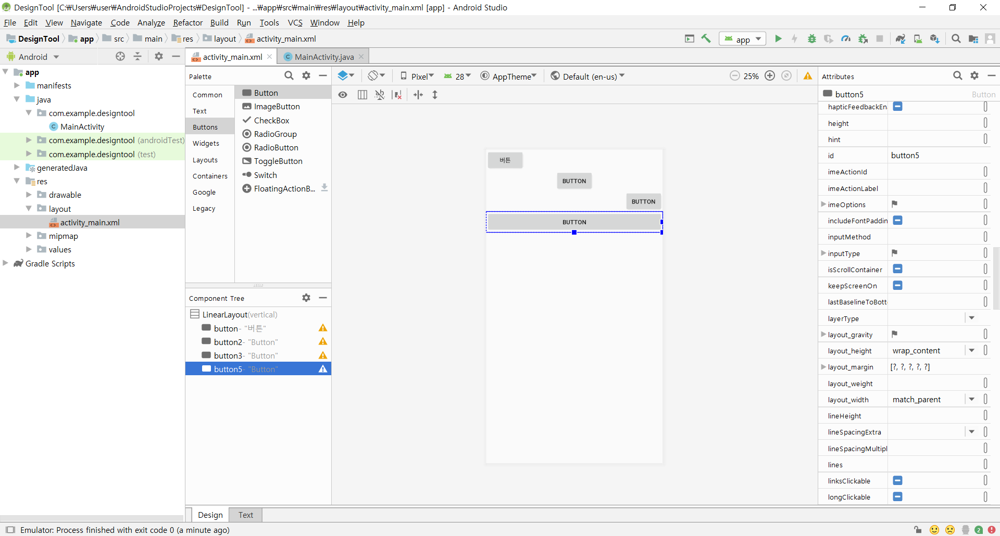 DesignTool [C:₩Users₩user₩AndroidStudioProjects₩DesignTool] - ...₩app₩src₩main₩res₩layout₩activity_main.xml [app] - Android Studio
File Edit View Navigate Code Analyze Refactor Build Run Tools VCS Window Help
DesignTool app src main res layout activity_main.xml app
Android
app
manifests
java
com.example.designtool
MainActivity
com.example.designtool (androidTest)
com.example.designtool (test)
generatedJava
res
drawable
layout
activity_main.xml
mipmap
values
Gradle Scripts
activity_main.xml MainActivity.java
Palette
Common
Text
Buttons
Widgets
Layouts
Containers
Google
Legacy
Button
ImageButton
CheckBox
RadioGroup
RadioButton
ToggleButton
Switch
FloatingActionB...
Component Tree
LinearLayout(vertical)
button- "버튼"
button2- "Button"
button3- "Button"
button5- "Button"
Pixel 28 AppTheme Default (en-us) 25%
버튼
BUTTON
BUTTON
BUTTON
Attributes
button5 Button
hapticFeedbackEn
height
hint
id button5
imeActionId
imeActionLabel
imeOptions
includeFontPaddin
inputMethod
inputType
isScrollContainer
keepScreenOn
lastBaselineToBott
layerType
layout_gravity
layout_height wrap_content
layout_margin [?, ?, ?, ?, ?]
layout_weight
layout_width match_parent
lineHeight
lineSpacingExtra
lineSpacingMultipl
lines
linksClickable
longClickable
Design Text
Emulator: Process finished with exit code 0 (a minute ago) 2